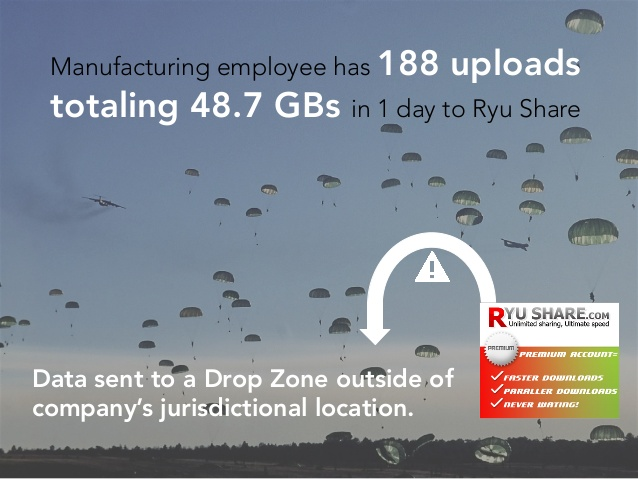 Manufacturing employee has 188 uploads
totaling 48.7 GBs in 1 day to Ryu Share
!
RYU SHARE.COM
Unlimited sharing, Ultimate speed
PREMIUM
PREMIUM ACCOUNT=
FASTER DOWNLOADS
PARALLER DOWNLOADS
NEVER WATING!
Data sent to a Drop Zone outside of
company's jurisdictional location.